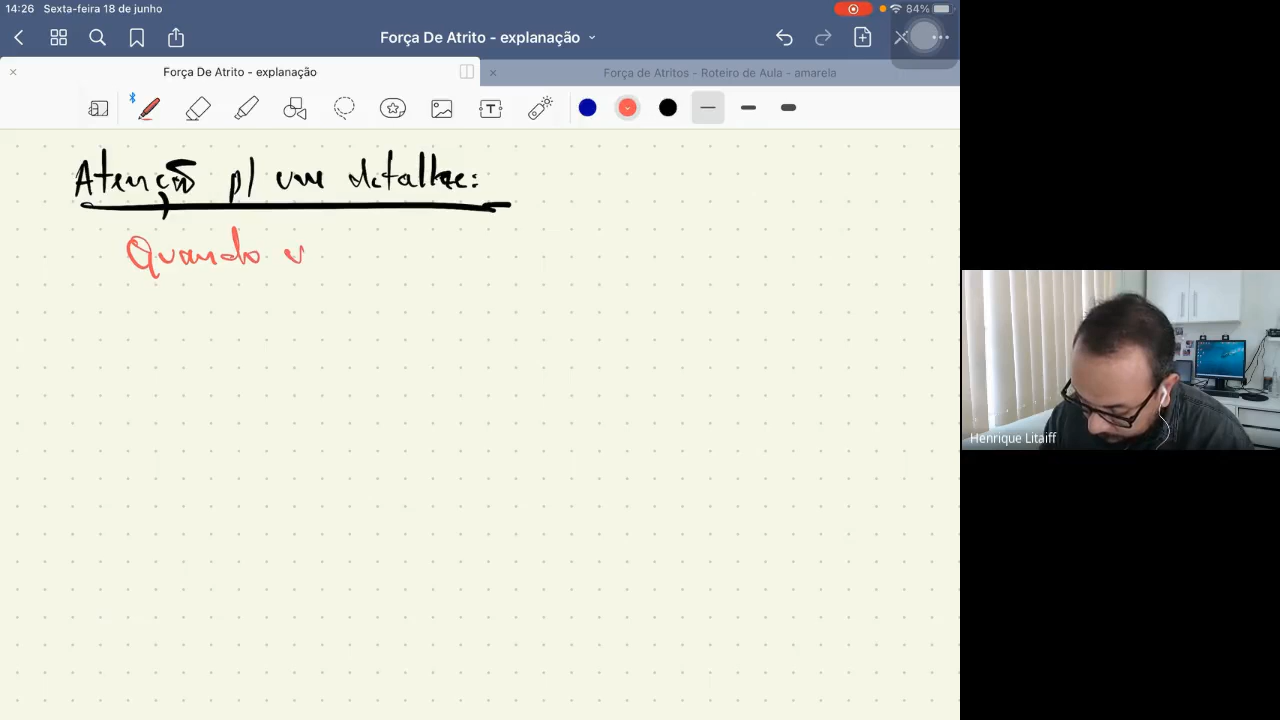 14:26 Sexta-feira 18 de junho 84%
Força De Atrito - explanação
Força De Atrito - explanação
Força de Atritos - Roteiro de Aula - amarela
T
Atenção p/ um detalhe:
Quando v
Henrique Litaiff